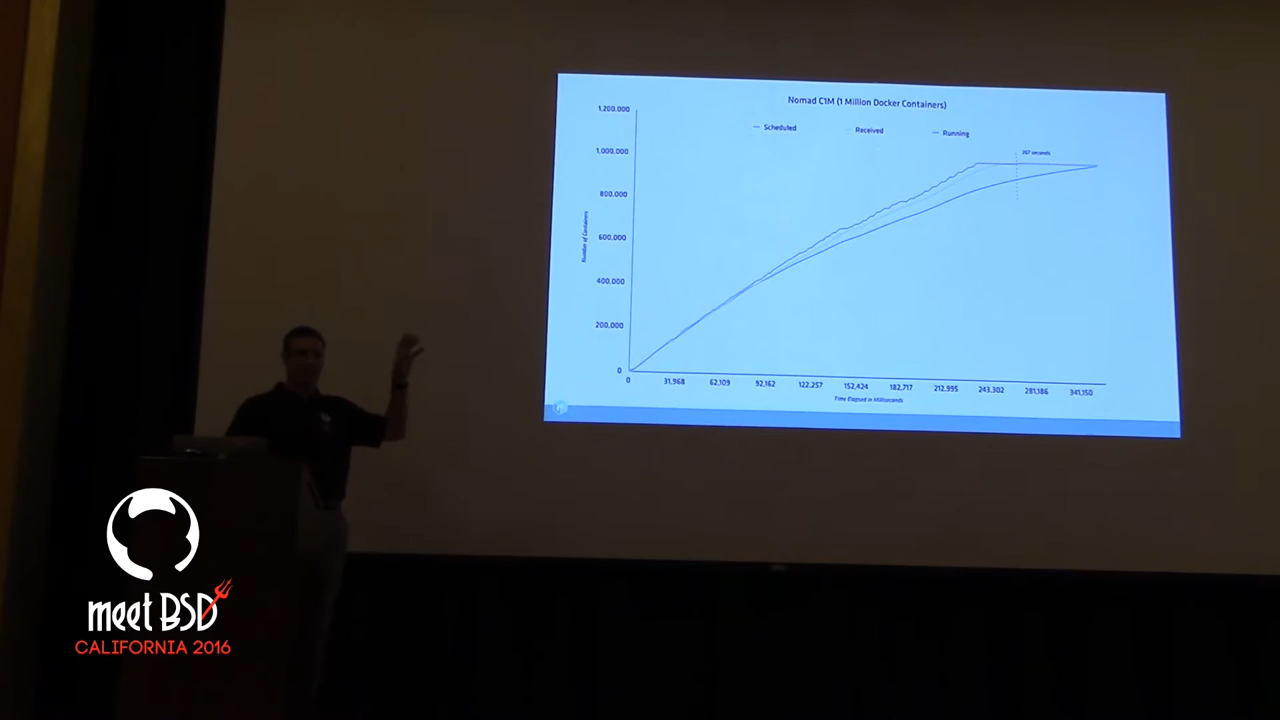 Nomad C1M (1 Million Docker Containers)
Scheduled Received Running
1,200,000
1,000,000
800,000
600,000
400,000
200,000
0
Number of Containers
267 seconds
0 31,968 62,109 92,162 122,257 152,424 182,717 212,995 243,302 281,186 341,150
Time Elapsed in Milliseconds
meet BSD
CALIFORNIA 2016